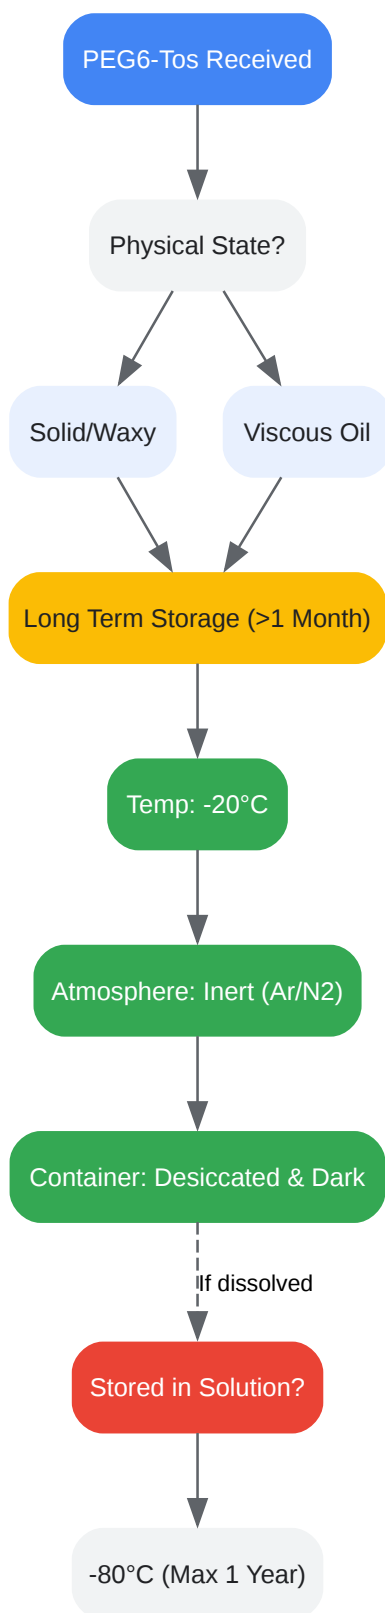 PEG6-Tos Received
Physical State?
Solid/Waxy
Viscous Oil
Long Term Storage (>1 Month)
Temp: -20°C
Atmosphere: Inert (Ar/N2)
Container: Desiccated & Dark
If dissolved
Stored in Solution?
-80°C (Max 1 Year)